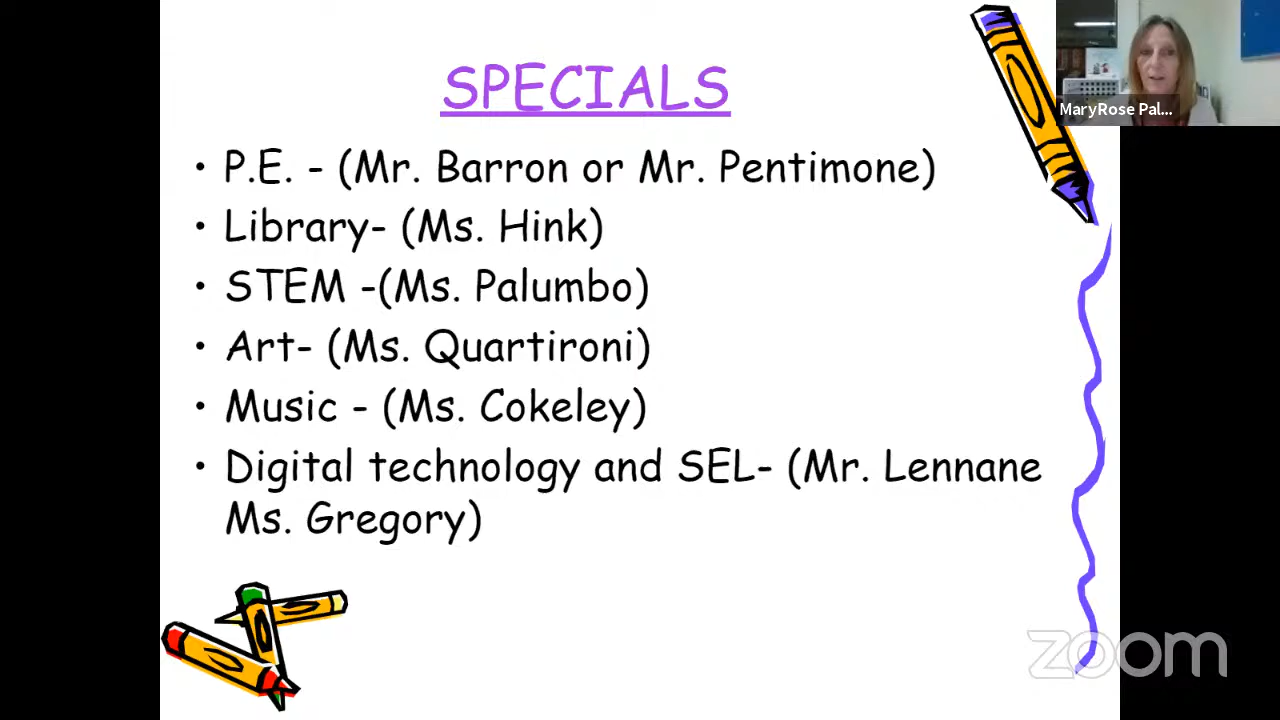 SPECIALS
• P.E. - (Mr. Barron or Mr. Pentimone)
• Library- (Ms. Hink)
• STEM -(Ms. Palumbo)
• Art- (Ms. Quartironi)
• Music - (Ms. Cokeley)
• Digital technology and SEL- (Mr. Lennane
Ms. Gregory)
MaryRose Pal...
zoom